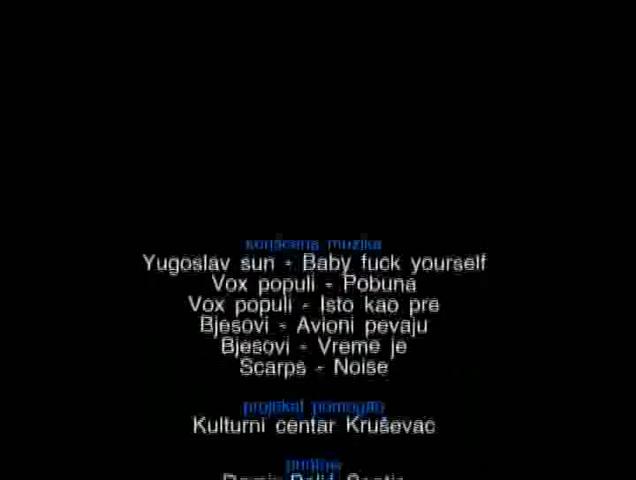 korišćena muzika
Yugoslav sun - Baby fuck yourself
Vox populi - Pobuna
Vox populi - Isto kao pre
Bjesovi - Avioni pevaju
Bjesovi - Vreme je
Scarps - Noise
projekat pomogao
Kulturni centar Kruševac